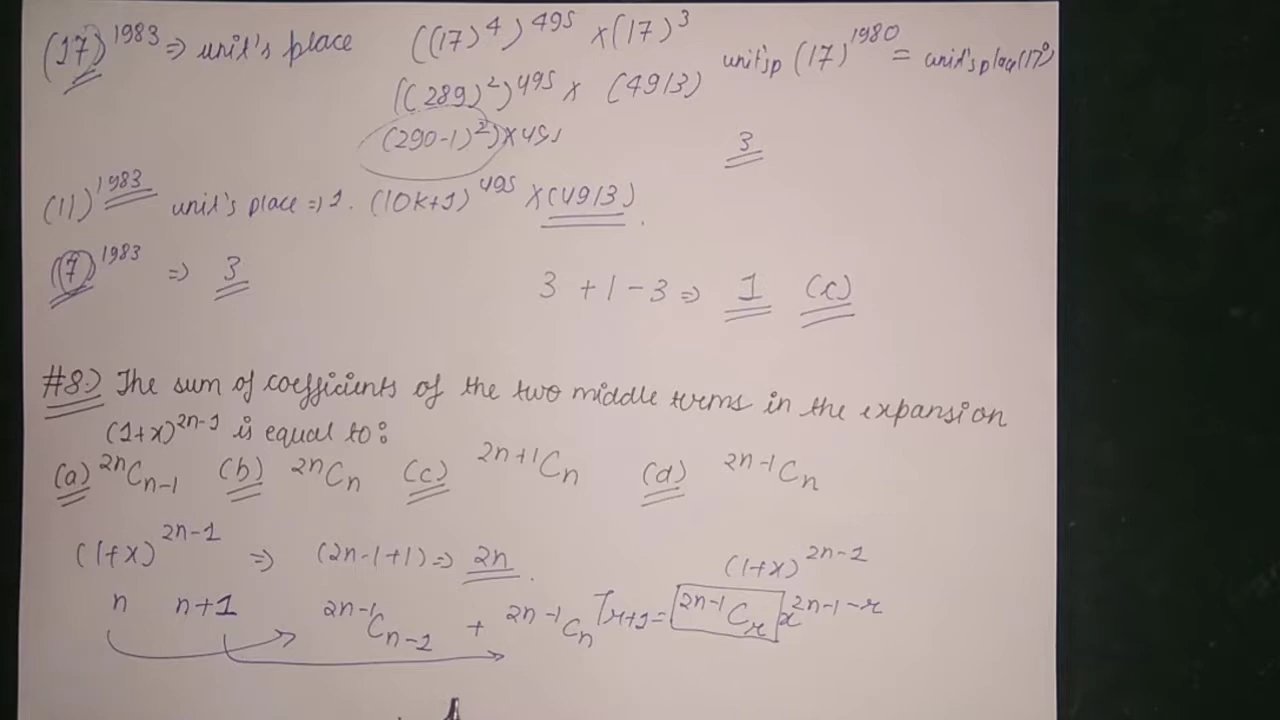 (17)^1983 => unit's place ((17)^4)^495 × (17)^3 unit'sp (17)^1980 = unit's place(17^0)
((289)^2)^495 × (4913)
(290-1)^2)×495 3
(11)^1983 unit's place => 1. (10K+1)^495 × (4913).
(7)^1983 => 3 3 + 1 - 3 => 1 (c)
#8.) The sum of coefficients of the two middle terms in the expansion
(1+x)^2n-1 is equal to:
(a) 2nCn-1 (b) 2nCn (c) 2n+1Cn (d) 2n-1Cn
(1+x)^2n-1 => (2n-1+1) => 2n. (1+x)^2n-1
n n+1 2n-1Cn-1 + 2n-1Cn Tr+1 = 2n-1Cr x^2n-1-r